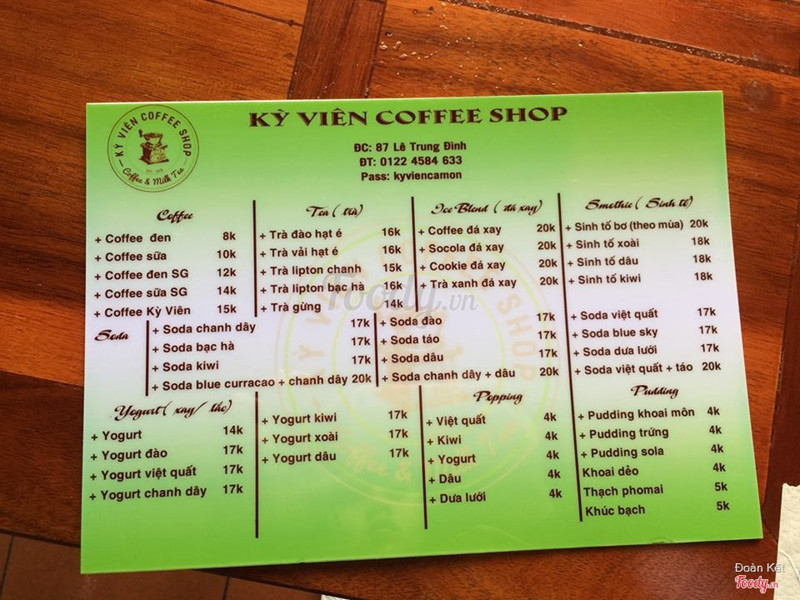 KỲ VIÊN COFFEE SHOP
Coffee & Milk Tea
KỲ VIÊN COFFEE SHOP
ĐC: 87 Lê Trung Đình
ĐT: 0122 4584 633
Pass: kyviencamon
Coffee
+ Coffee đen 8k
+ Coffee sữa 10k
+ Coffee đen SG 12k
+ Coffee sữa SG 14k
+ Coffee Kỳ Viên 15k
Tea ( trà)
+ Trà đào hạt é 16k
+ Trà vải hạt é 16k
+ Trà lipton chanh 15k
+ Trà lipton bạc hà 16k
+ Trà gừng 14k
Ice Blend ( đá xay)
+ Coffee đá xay 20k
+ Socola đá xay 20k
+ Cookie đá xay 20k
+ Trà xanh đá xay 20k
Smothie ( Sinh tố)
+ Sinh tố bơ (theo mùa) 20k
+ Sinh tố xoài 18k
+ Sinh tố dâu 18k
+ Sinh tố kiwi 18k
Soda
+ Soda chanh dây 17k
+ Soda bạc hà 17k
+ Soda kiwi 17k
+ Soda blue curracao + chanh dây 20k
+ Soda đào 17k
+ Soda táo 17k
+ Soda dâu 17k
+ Soda chanh dây + dâu 20k
+ Soda việt quất 17k
+ Soda blue sky 17k
+ Soda dưa lưới 17k
+ Soda việt quất + táo 20k
Yogurt ( xay/ thé)
+ Yogurt 14k
+ Yogurt đào 17k
+ Yogurt việt quất 17k
+ Yogurt chanh dây 17k
+ Yogurt kiwi 17k
+ Yogurt xoài 17k
+ Yogurt dâu 17k
Popping
+ Việt quất 4k
+ Kiwi 4k
+ Yogurt 4k
+ Dâu 4k
+ Dưa lưới 4k
Pudding
+ Pudding khoai môn 4k
+ Pudding trứng 4k
+ Pudding sola 4k
Khoai dẻo 4k
Thạch phomai 5k
Khúc bạch 5k
Foody.vn
Đoàn Kết
Foody.vn